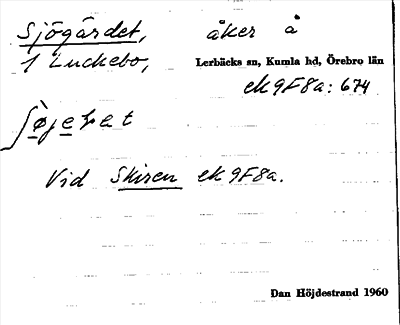 Sjögärdet, åker å
1 Luckebo, Lerbäcks sn, Kumla hd, Örebro län
ek 9F8a: 674
Vid Skiren ek 9F8a.
Dan Höjdestrand 1960